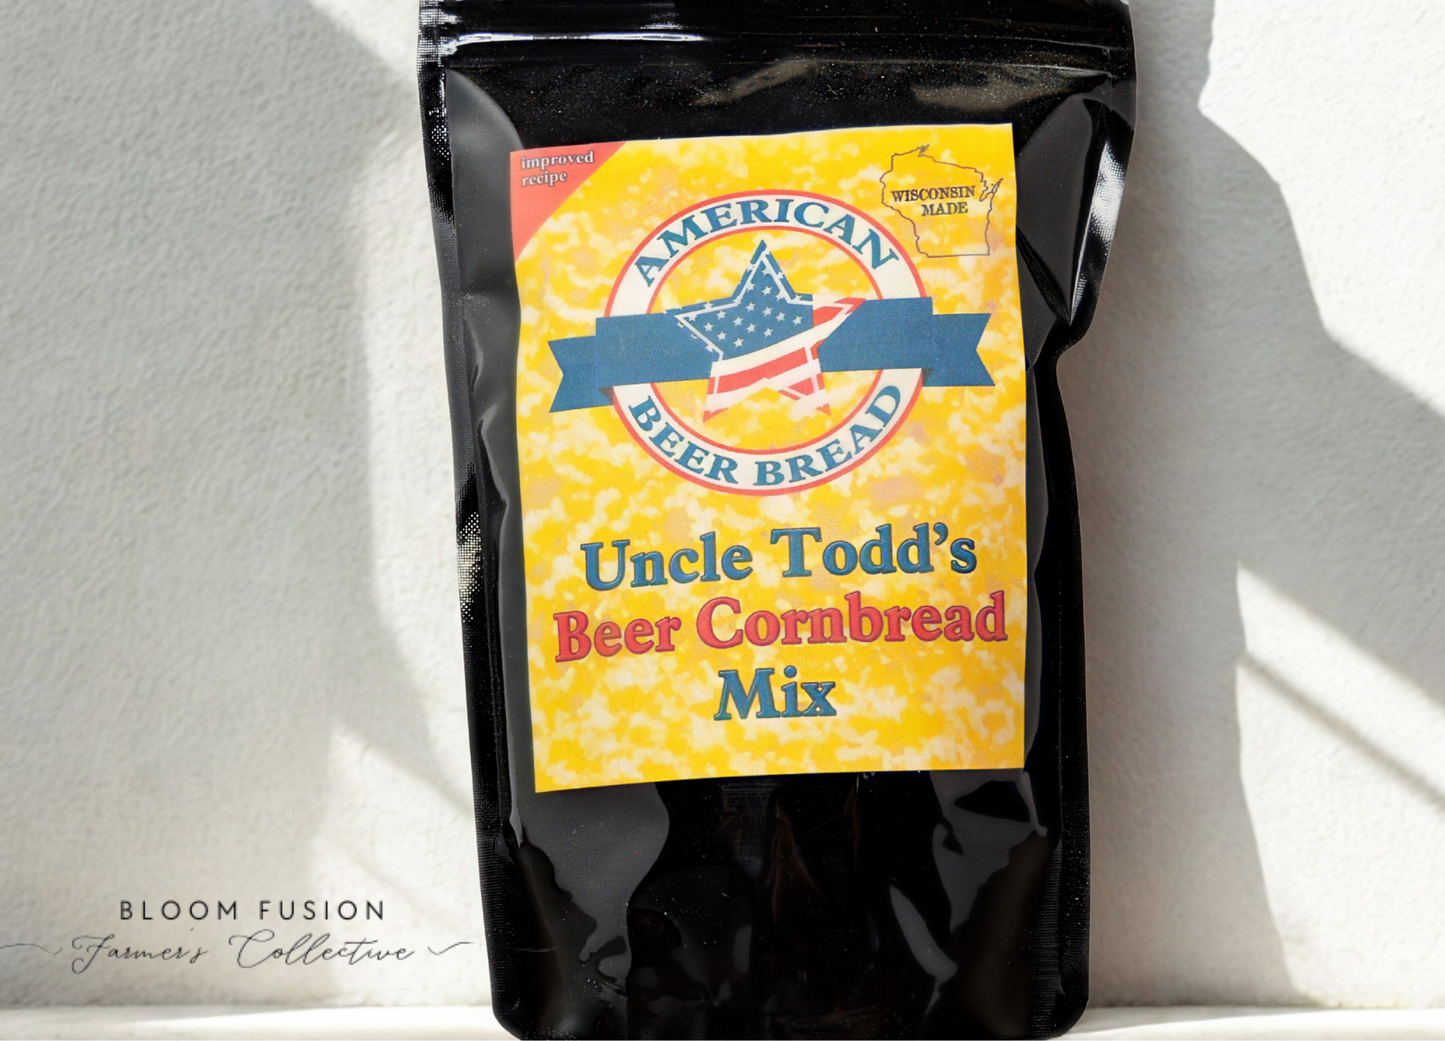 improved
recipe
WISCONSIN
MADE
AMERICAN
BEER BREAD
Uncle Todd's
Beer Cornbread
Mix
BLOOM FUSION
Farmer's Collective